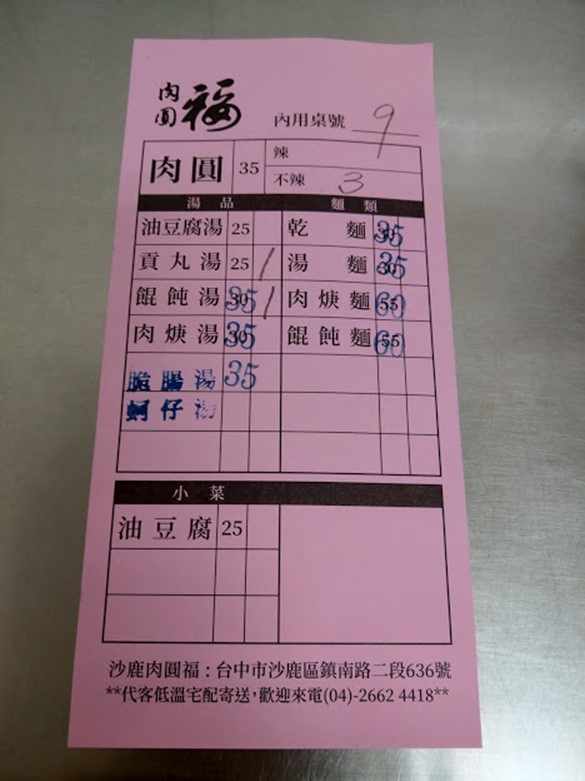 肉圓 福 內用桌號 9
肉圓 35 辣
不辣 3
湯品 麵類
油豆腐湯 25 乾麵 35
貢丸湯 25 / 湯麵 35
餛飩湯 35 / 肉焿麵 60
肉焿湯 35 餛飩麵 60
脆腸湯 35
蚵仔湯
小菜
油豆腐 25
沙鹿肉圓福:台中市沙鹿區鎮南路二段636號
**代客低溫宅配寄送,歡迎來電(04)-2662 4418**